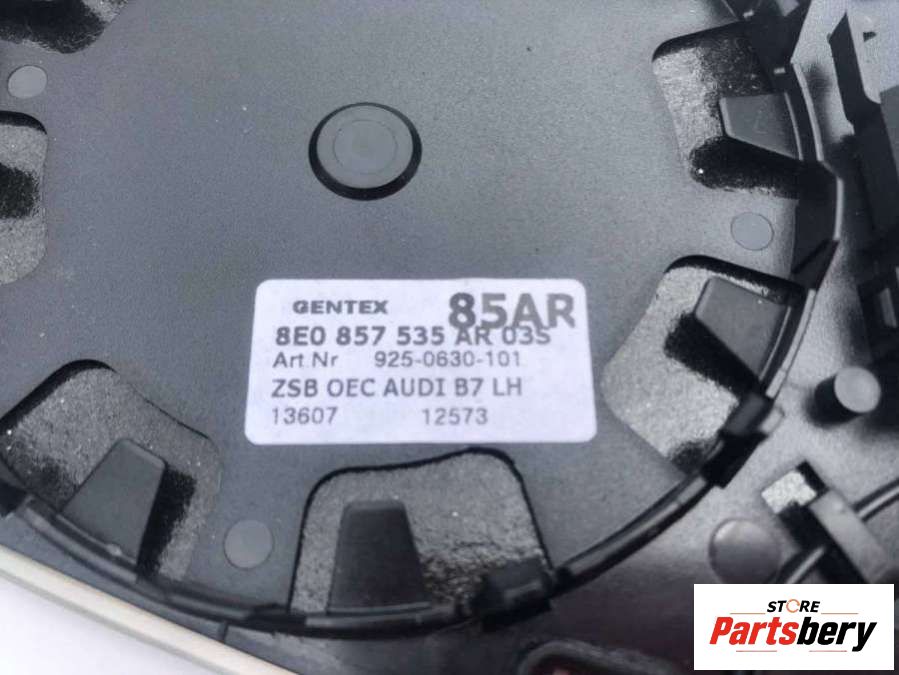 GENTEX 85AR
8E0 857 535 AR 03S
Art Nr 925-0630-101
ZSB OEC AUDI B7 LH
13607 12573
STORE
Partsbery